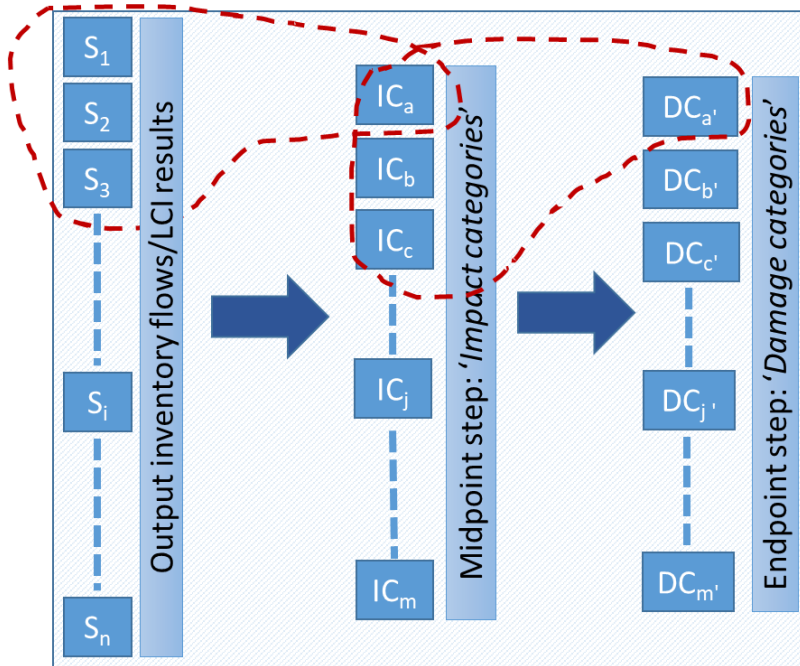 S1
S2
S3
Si
Sn
Output inventory flows/LCI results
ICa
ICb
ICc
ICj
ICm
Midpoint step: ‘Impact categories’
DCa'
DCb'
DCc'
DCj '
DCm'
Endpoint step: ‘Damage categories’